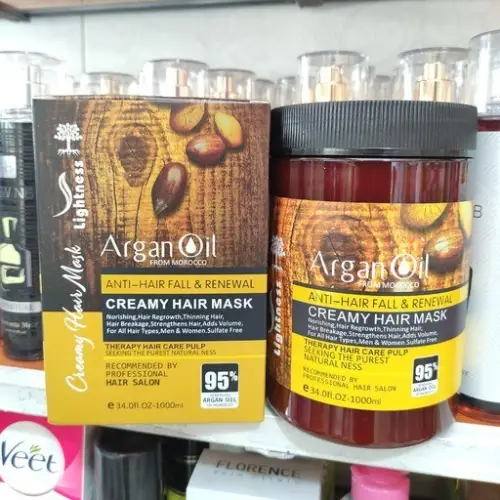 Creamy Hair Mask
Lightness
Argan Oil
FROM MOROCCO
ANTI-HAIR FALL & RENEWAL
CREAMY HAIR MASK
Norishing,Hair Regrowth,Thinning Hair,
Hair Breakage,Strengthens Hair,Adds Volume,
For All Hair Types,Men & Women.Sulfate Free
THERAPY HAIR CARE PULP
SEEKING THE PUREST NATURAL NESS
RECOMMENDED BY
PROFESSIONAL
HAIR SALON
95%
ARGAN OIL
OF MOROCCO
e 34.0fl.OZ-1000ml
Lightness
Argan Oil
FROM MOROCCO
ANTI-HAIR FALL & RENEWAL
CREAMY HAIR MASK
Norishing,Hair Regrowth,Thinning Hair,
Hair Breakage,Strengthens Hair,Adds Volume,
For All Hair Types,Men & Women.Sulfate Free
THERAPY HAIR CARE PULP
SEEKING THE PUREST
NATURAL NESS
RECOMMENDED BY
PROFESSIONAL HAIR SALON
95%
e 34.0fl.OZ-1000ml
Veet
FLORENCE